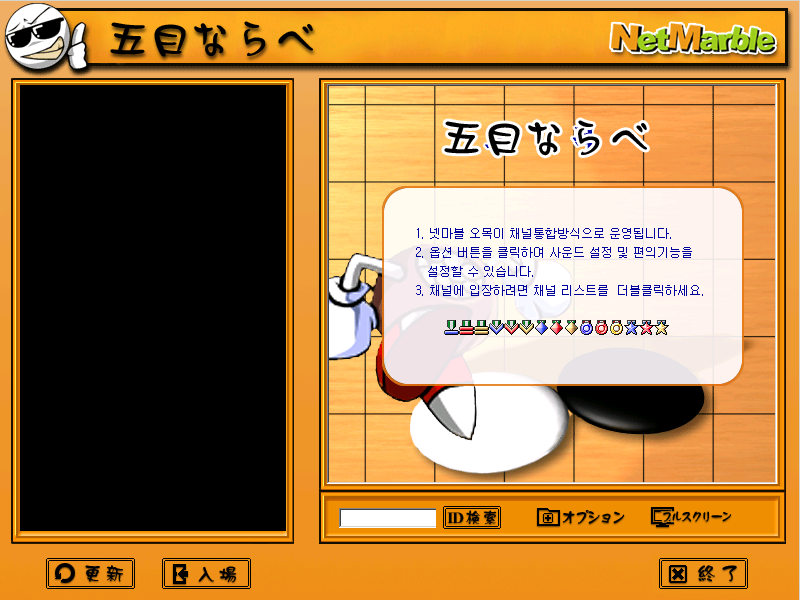 五目ならべ
NetMarble
五目ならべ
1. 넷마블 오목이 채널통합방식으로 운영됩니다.
2. 옵션 버튼을 클릭하여 사운드 설정 및 편의기능을
설정할 수 있습니다.
3. 채널에 입장하려면 채널 리스트를 더블클릭하세요.
ID検索
オプション
フルスクリーン
更新
入場
終了